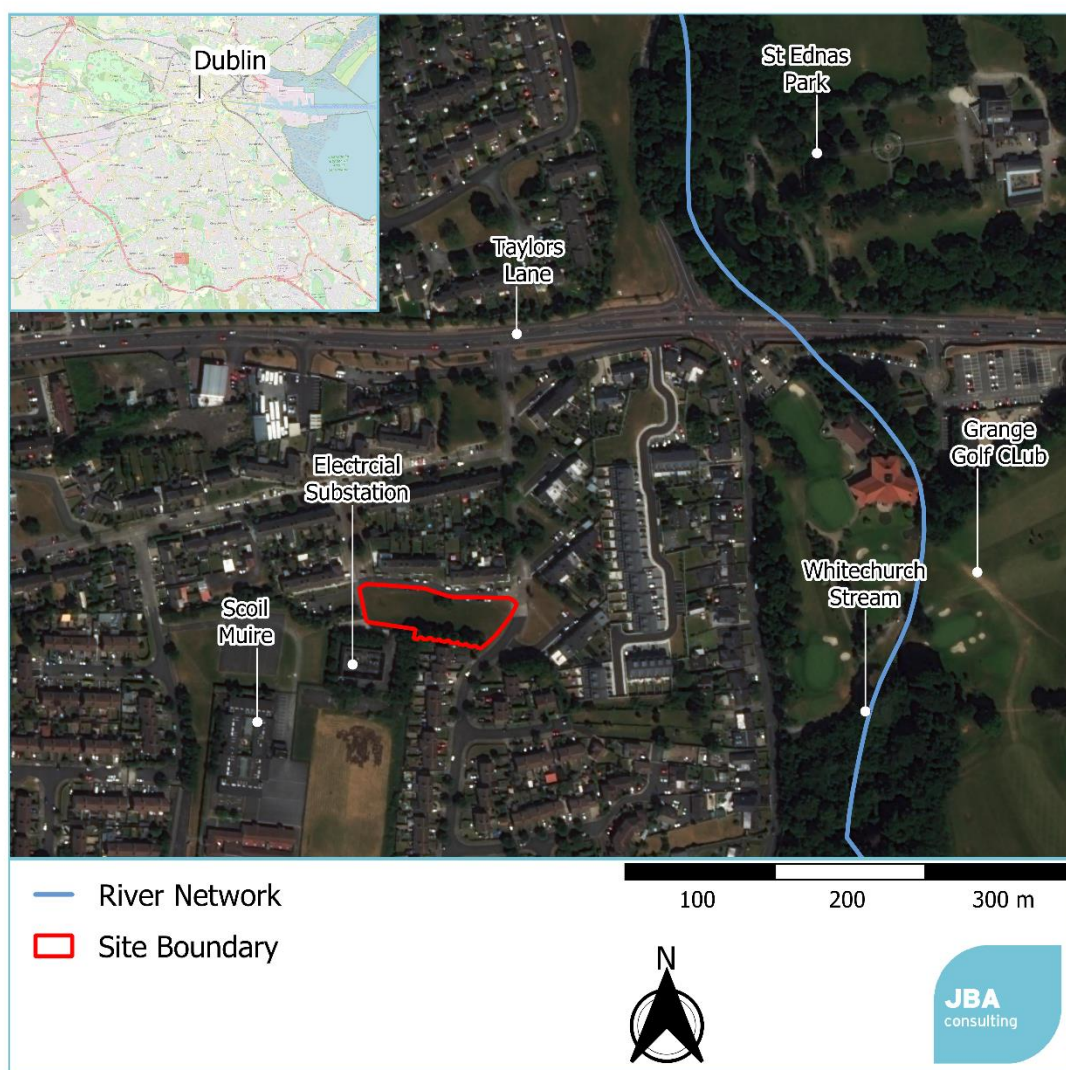 Dublin
St Ednas
Park
Taylors
Lane
Electrcial
Substation
Grange
Golf CLub
Whitechurch
Stream
Scoil
Muire
River Network
Site Boundary
100 200 300 m
N
JBA
consulting